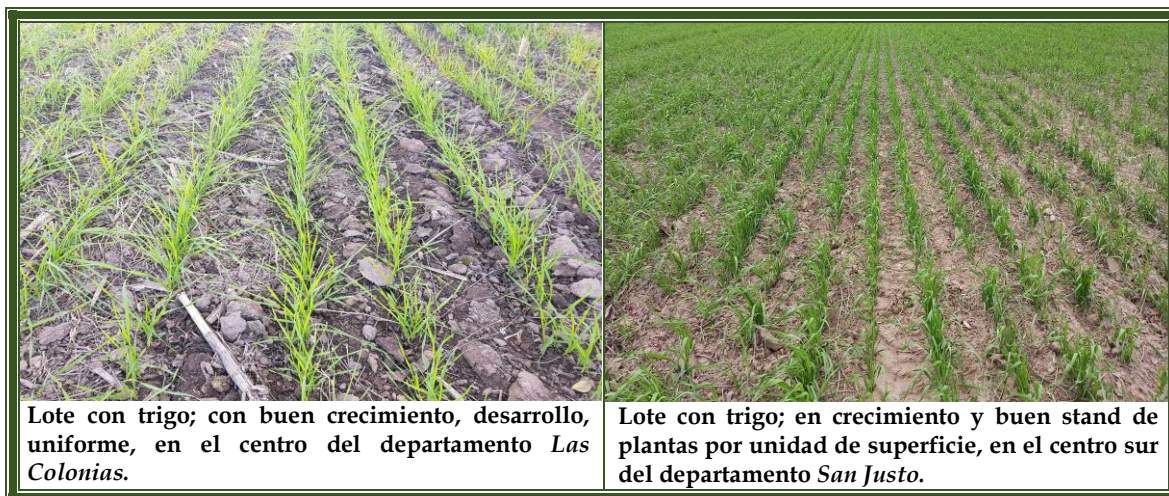 Lote con trigo; con buen crecimiento, desarrollo,
uniforme, en el centro del departamento Las
Colonias.
Lote con trigo; en crecimiento y buen stand de
plantas por unidad de superficie, en el centro sur
del departamento San Justo.